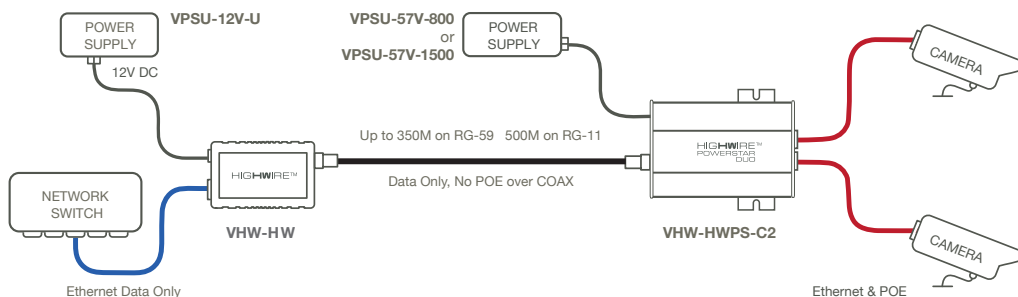 POWER
SUPPLY
VPSU-12V-U
12V DC
VPSU-57V-800
or
VPSU-57V-1500
POWER
SUPPLY
CAMERA
Up to 350M on RG-59   500M on RG-11
Data Only, No POE over COAX
HIGHWIRE™
VHW-HW
HIGHWIRE™
POWERSTAR
DUO
VHW-HWPS-C2
NETWORK
SWITCH
Ethernet Data Only
CAMERA
Ethernet & POE